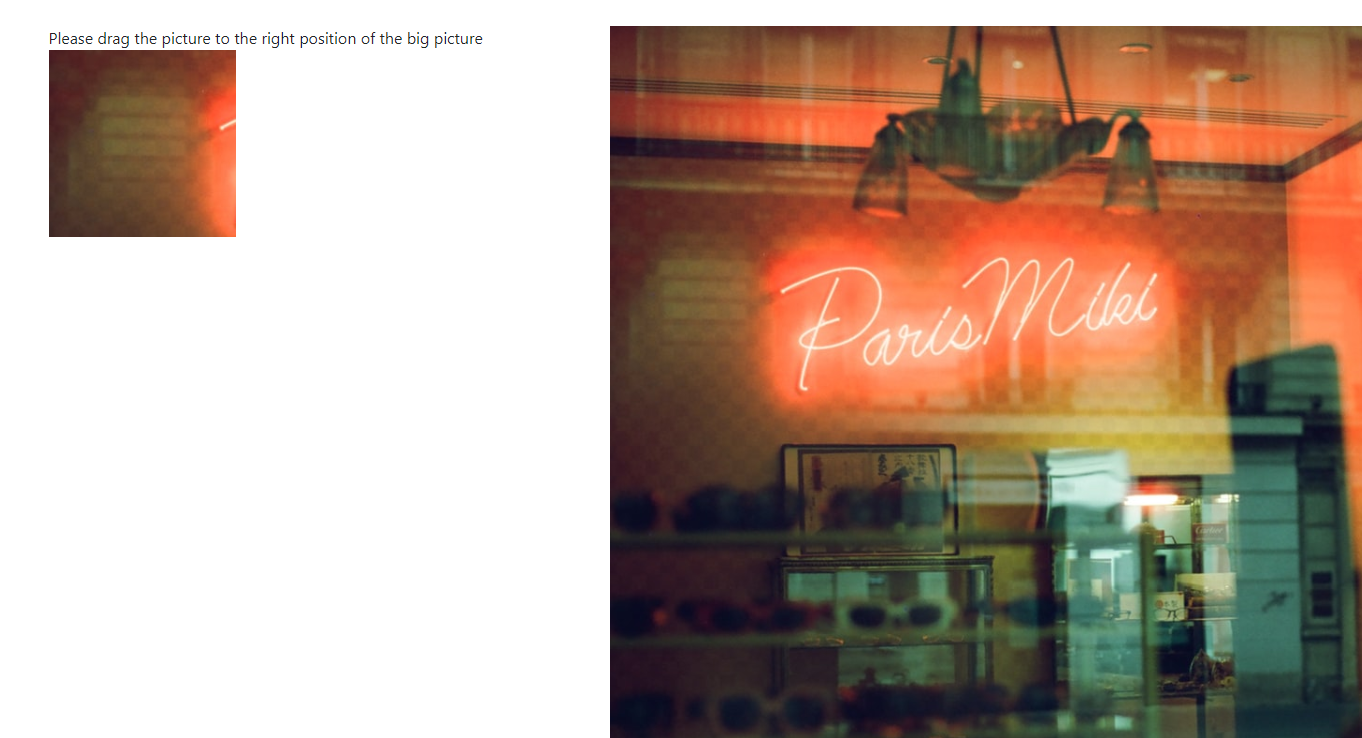 Please drag the picture to the right position of the big picture
Paris Miki
Cartier